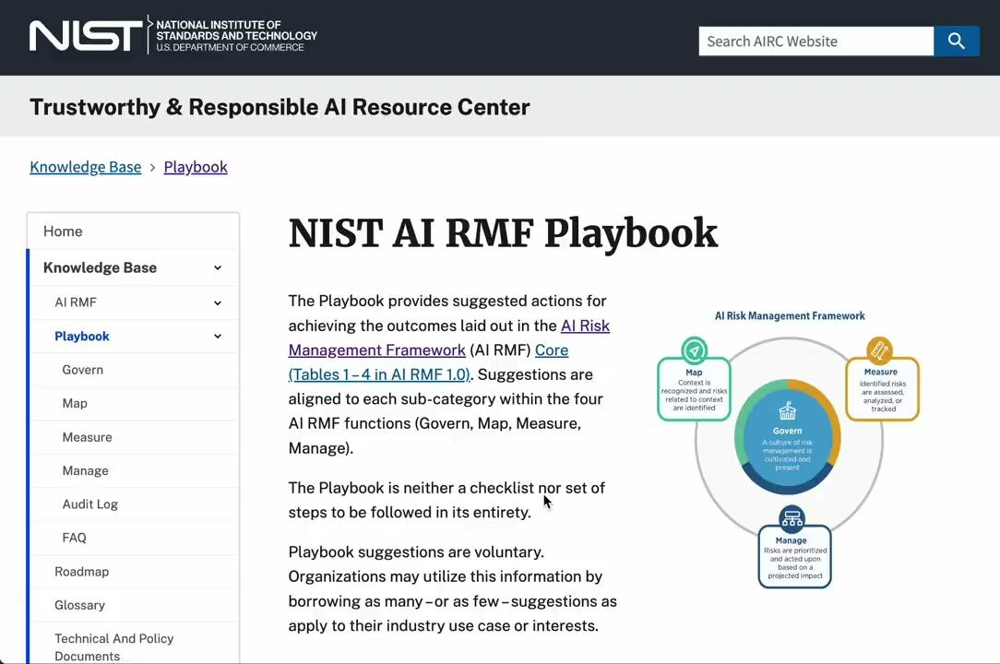 NIST
NATIONAL INSTITUTE OF
STANDARDS AND TECHNOLOGY
U.S. DEPARTMENT OF COMMERCE
Search AIRC Website
Trustworthy & Responsible AI Resource Center
Knowledge Base > Playbook
Home
Knowledge Base
AI RMF
Playbook
Govern
Map
Measure
Manage
Audit Log
FAQ
Roadmap
Glossary
Technical And Policy
Documents
NIST AI RMF Playbook
The Playbook provides suggested actions for
achieving the outcomes laid out in the AI Risk
Management Framework (AI RMF) Core
(Tables 1–4 in AI RMF 1.0). Suggestions are
aligned to each sub-category within the four
AI RMF functions (Govern, Map, Measure,
Manage).
The Playbook is neither a checklist nor set of
steps to be followed in its entirety.
Playbook suggestions are voluntary.
Organizations may utilize this information by
borrowing as many–or as few–suggestions as
apply to their industry use case or interests.
AI Risk Management Framework
Map
Context is
recognized and risks
related to context
are identified
Measure
Identified risks
are assessed,
analyzed, or
tracked
Govern
A culture of risk
management is
cultivated and
present
Manage
Risks are prioritized
and acted upon
based on a
projected impact